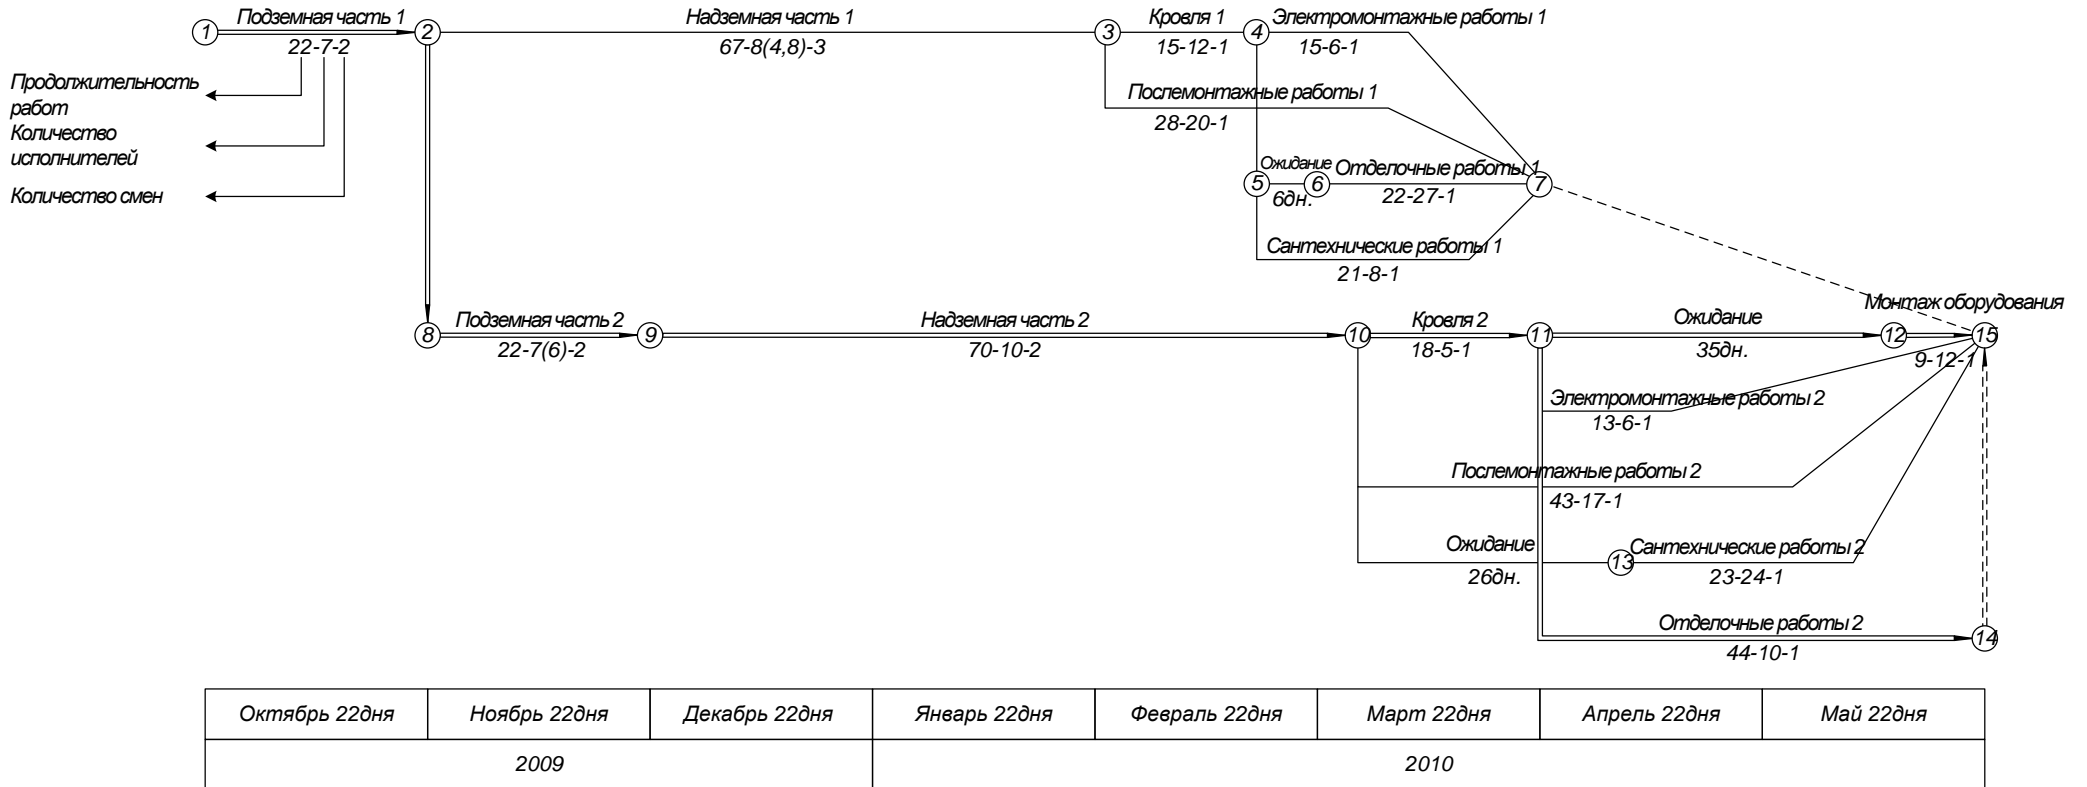 Подземная часть 1
Надземная часть 1
Кровля 1
Электромонтажные работы 1
1
2
3
4
22-7-2
67-8(4,8)-3
15-12-1
15-6-1
Продолжительность
работ
Количество
исполнителей
Количество смен
Послемонтажные работы 1
28-20-1
Ожидание
Отделочные работы 1
5
6
7
6дн.
22-27-1
Сантехнические работы 1
21-8-1
Монтаж оборудования
Подземная часть 2
Надземная часть 2
Кровля 2
Ожидание
8
9
10
11
12
15
22-7(6)-2
70-10-2
18-5-1
35дн.
9-12-1
Электромонтажные работы 2
13-6-1
Послемонтажные работы 2
43-17-1
Ожидание
Сантехнические работы 2
13
26дн.
23-24-1
Отделочные работы 2
14
44-10-1
Октябрь 22дня
Ноябрь 22дня
Декабрь 22дня
Январь 22дня
Февраль 22дня
Март 22дня
Апрель 22дня
Май 22дня
2009
2010